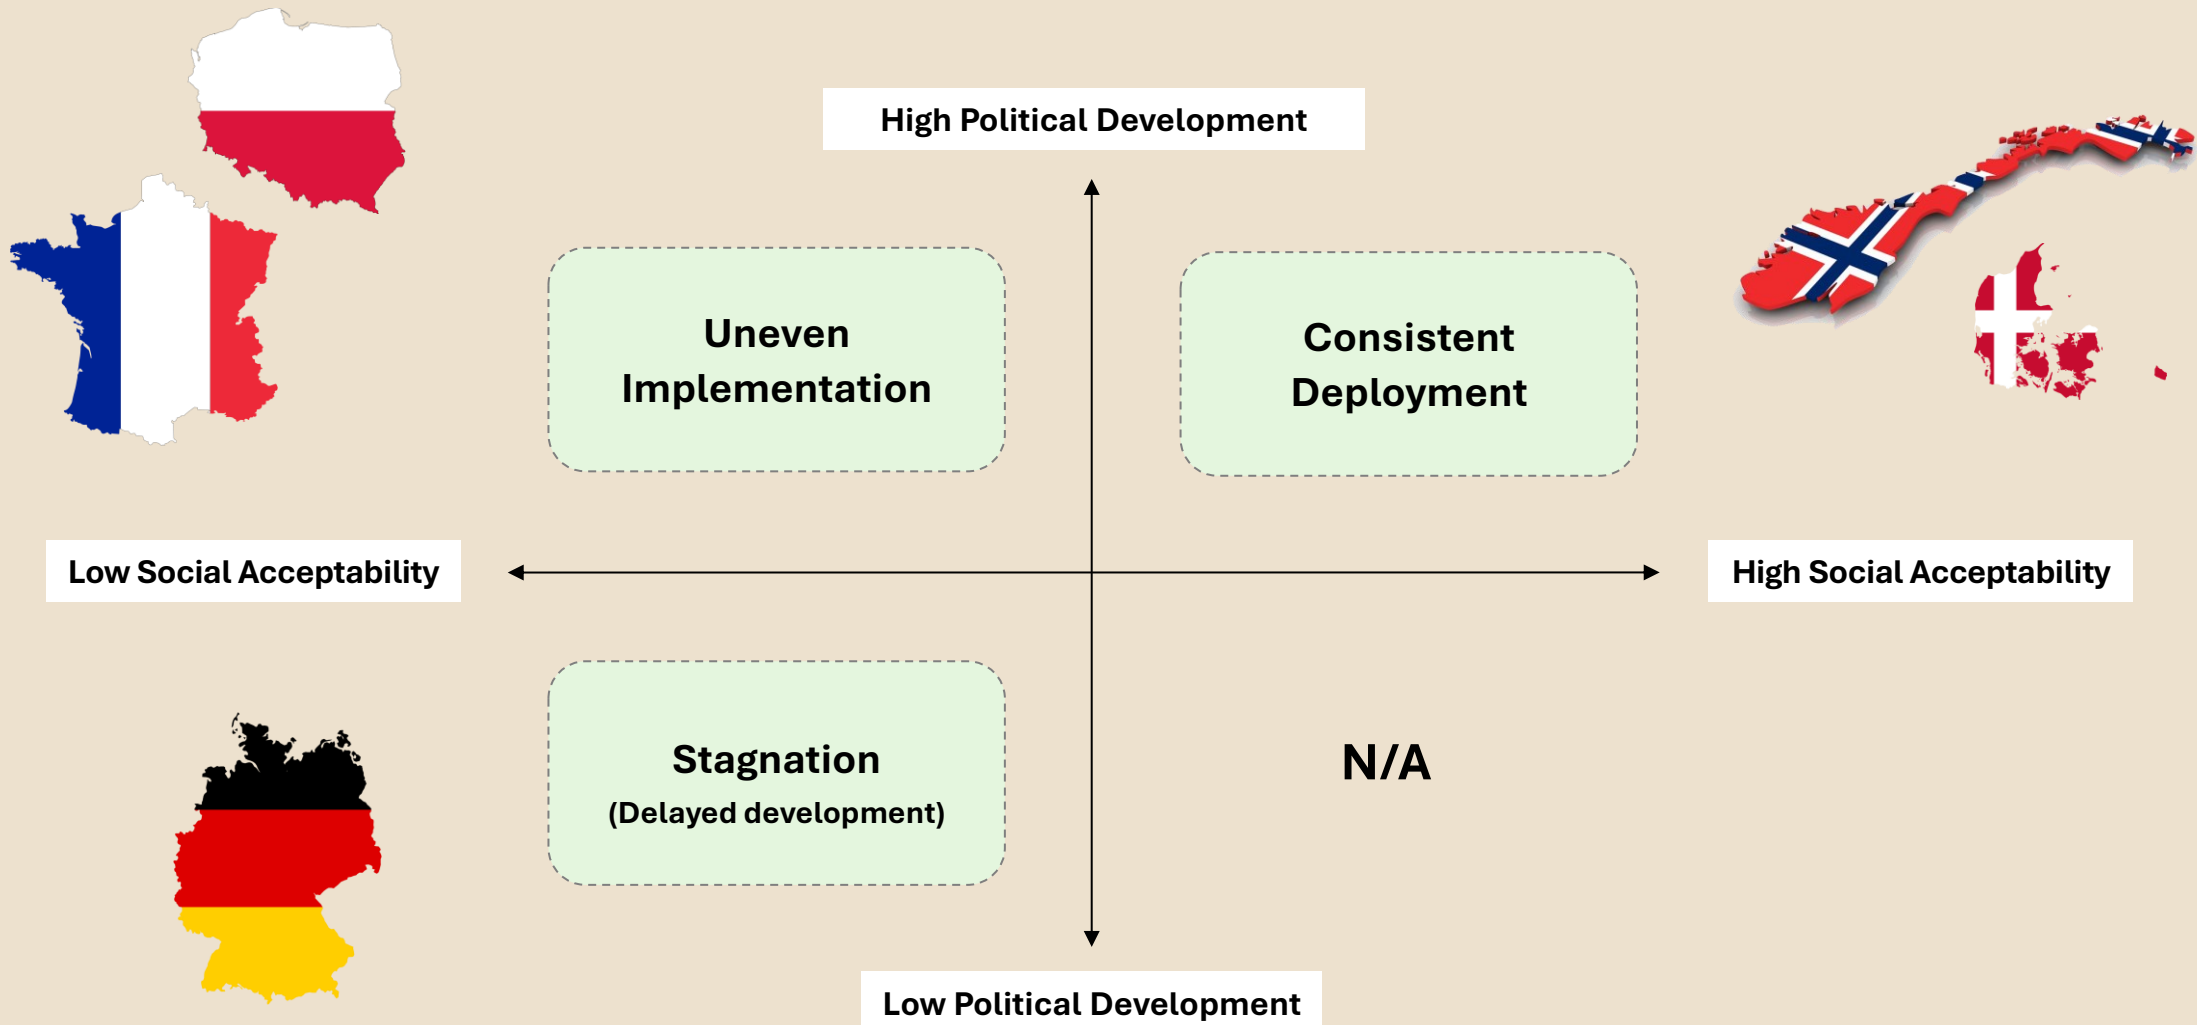 High Political Development
Uneven
Implementation
Consistent
Deployment
Low Social Acceptability
High Social Acceptability
Stagnation
(Delayed development)
N/A
Low Political Development